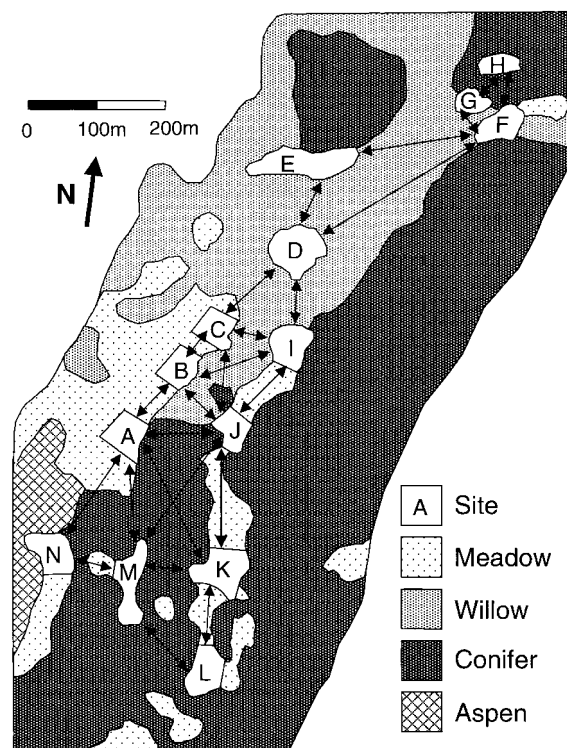 H
G
F
0 100m 200m
E
N
D
C
I
B
A
J
N
M
K
L
A Site
Meadow
Willow
Conifer
Aspen